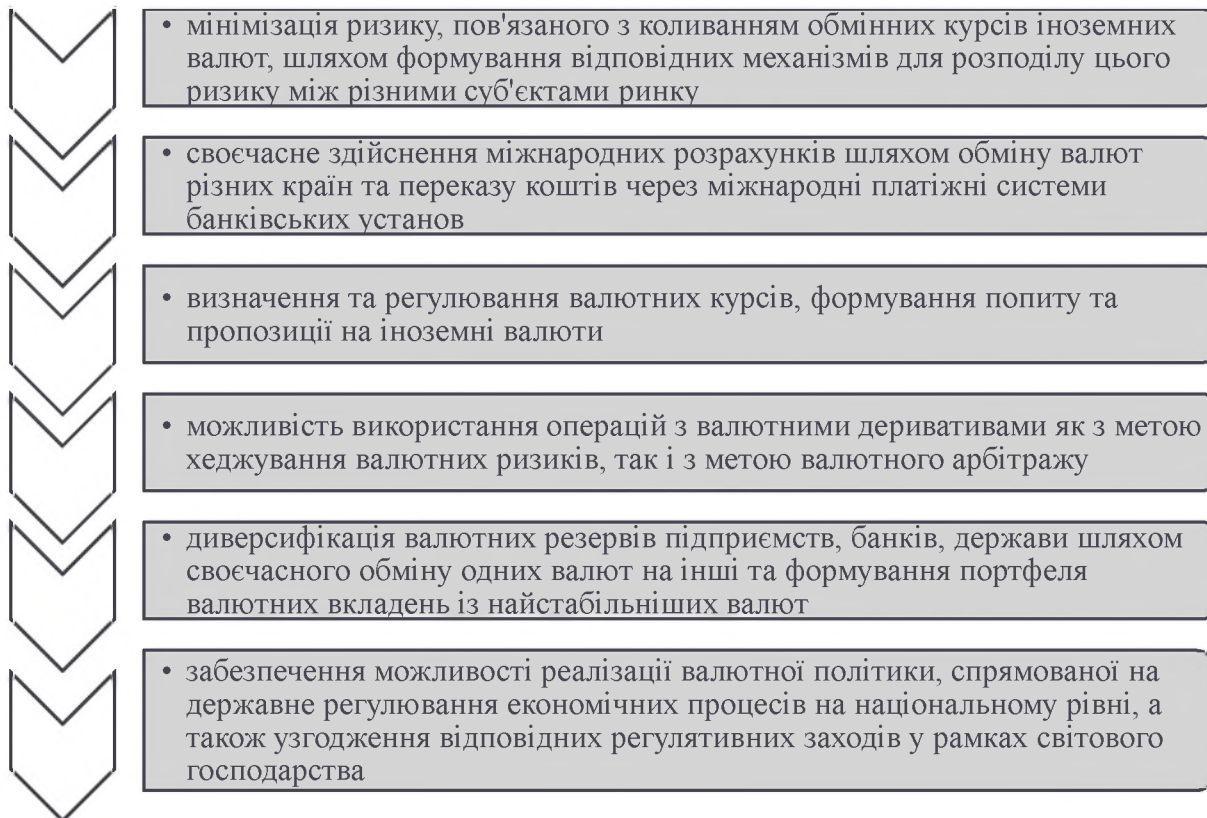 • мінімізація ризику, пов'язаного з коливанням обмінних курсів іноземних
валют, шляхом формування відповідних механізмів для розподілу цього
ризику між різними суб'єктами ринку
• своєчасне здійснення міжнародних розрахунків шляхом обміну валют
різних країн та переказу коштів через міжнародні платіжні системи
банківських установ
• визначення та регулювання валютних курсів, формування попиту та
пропозиції на іноземні валюти
• можливість використання операцій з валютними деривативами як з метою
хеджування валютних ризиків, так і з метою валютного арбітражу
• диверсифікація валютних резервів підприємств, банків, держави шляхом
своєчасного обміну одних валют на інші та формування портфеля
валютних вкладень із найстабільніших валют
• забезпечення можливості реалізації валютної політики, спрямованої на
державне регулювання економічних процесів на національному рівні, а
також узгодження відповідних регулятивних заходів у рамках світового
господарства